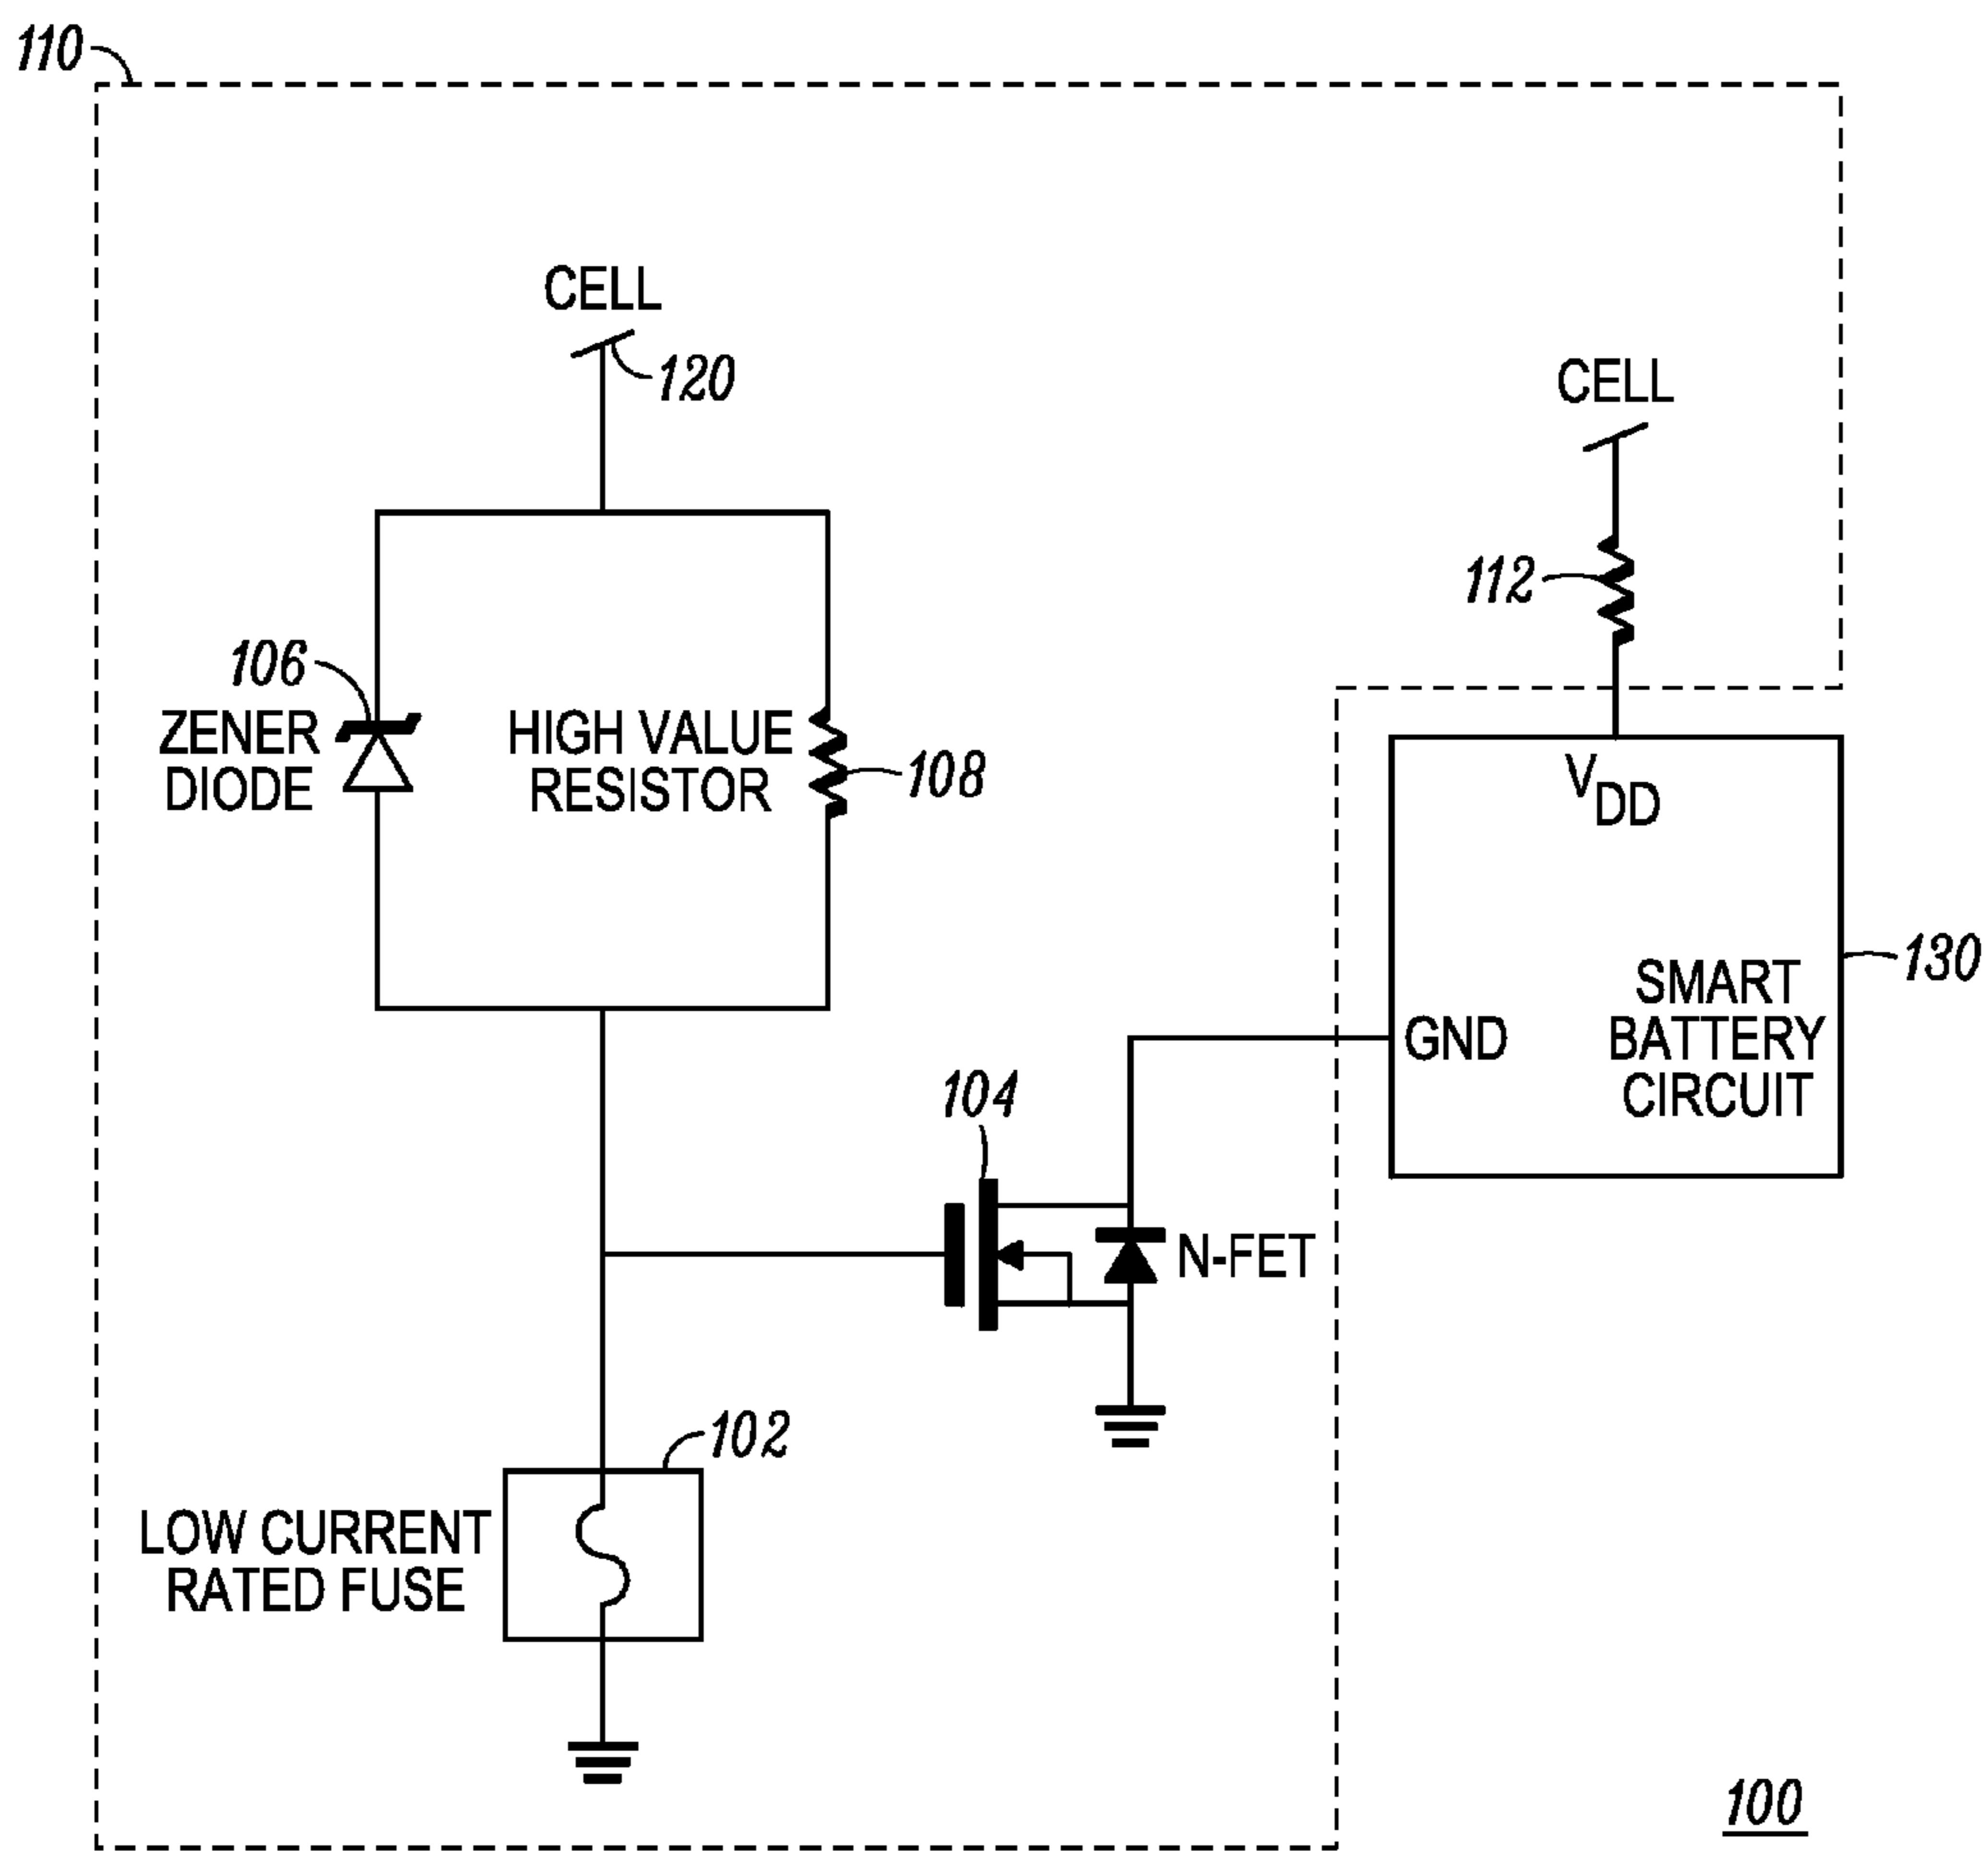 110
CELL
120
CELL
112
106
ZENER
DIODE
HIGH VALUE
RESISTOR
108
VDD
130
SMART
BATTERY
CIRCUIT
GND
104
N-FET
102
LOW CURRENT
RATED FUSE
100